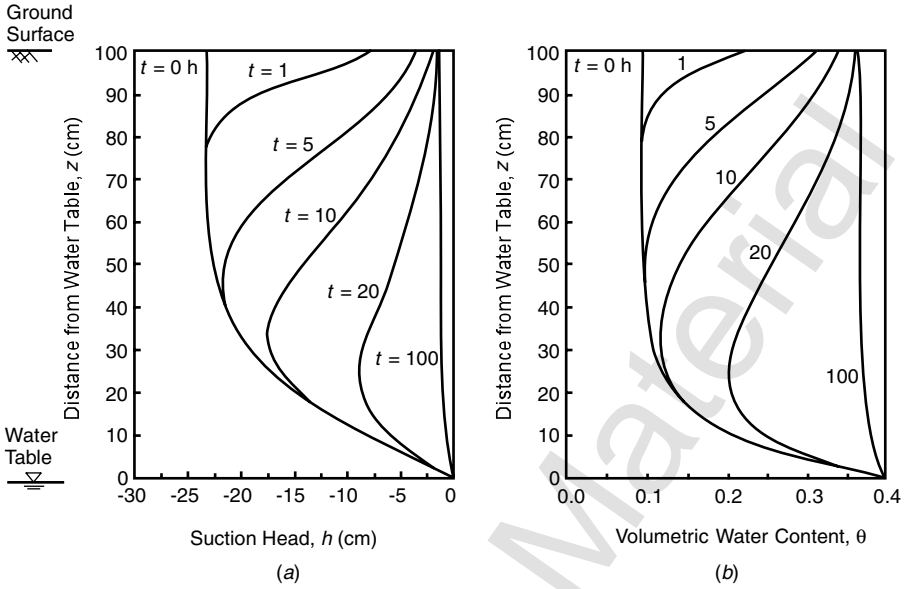 Ground
Surface
100
90
80
70
60
50
40
30
20
10
0
-30
-25
-20
-15
-10
-5
0
t = 0 h
t = 1
t = 5
t = 10
t = 20
t = 100
Distance from Water Table, z (cm)
Water
Table
Suction Head, h (cm)
(a)
100
90
80
70
60
50
40
30
20
10
0
0.0
0.1
0.2
0.3
0.4
t = 0 h
1
5
10
20
100
Distance from Water Table, z (cm)
Volumetric Water Content, θ
(b)
Material